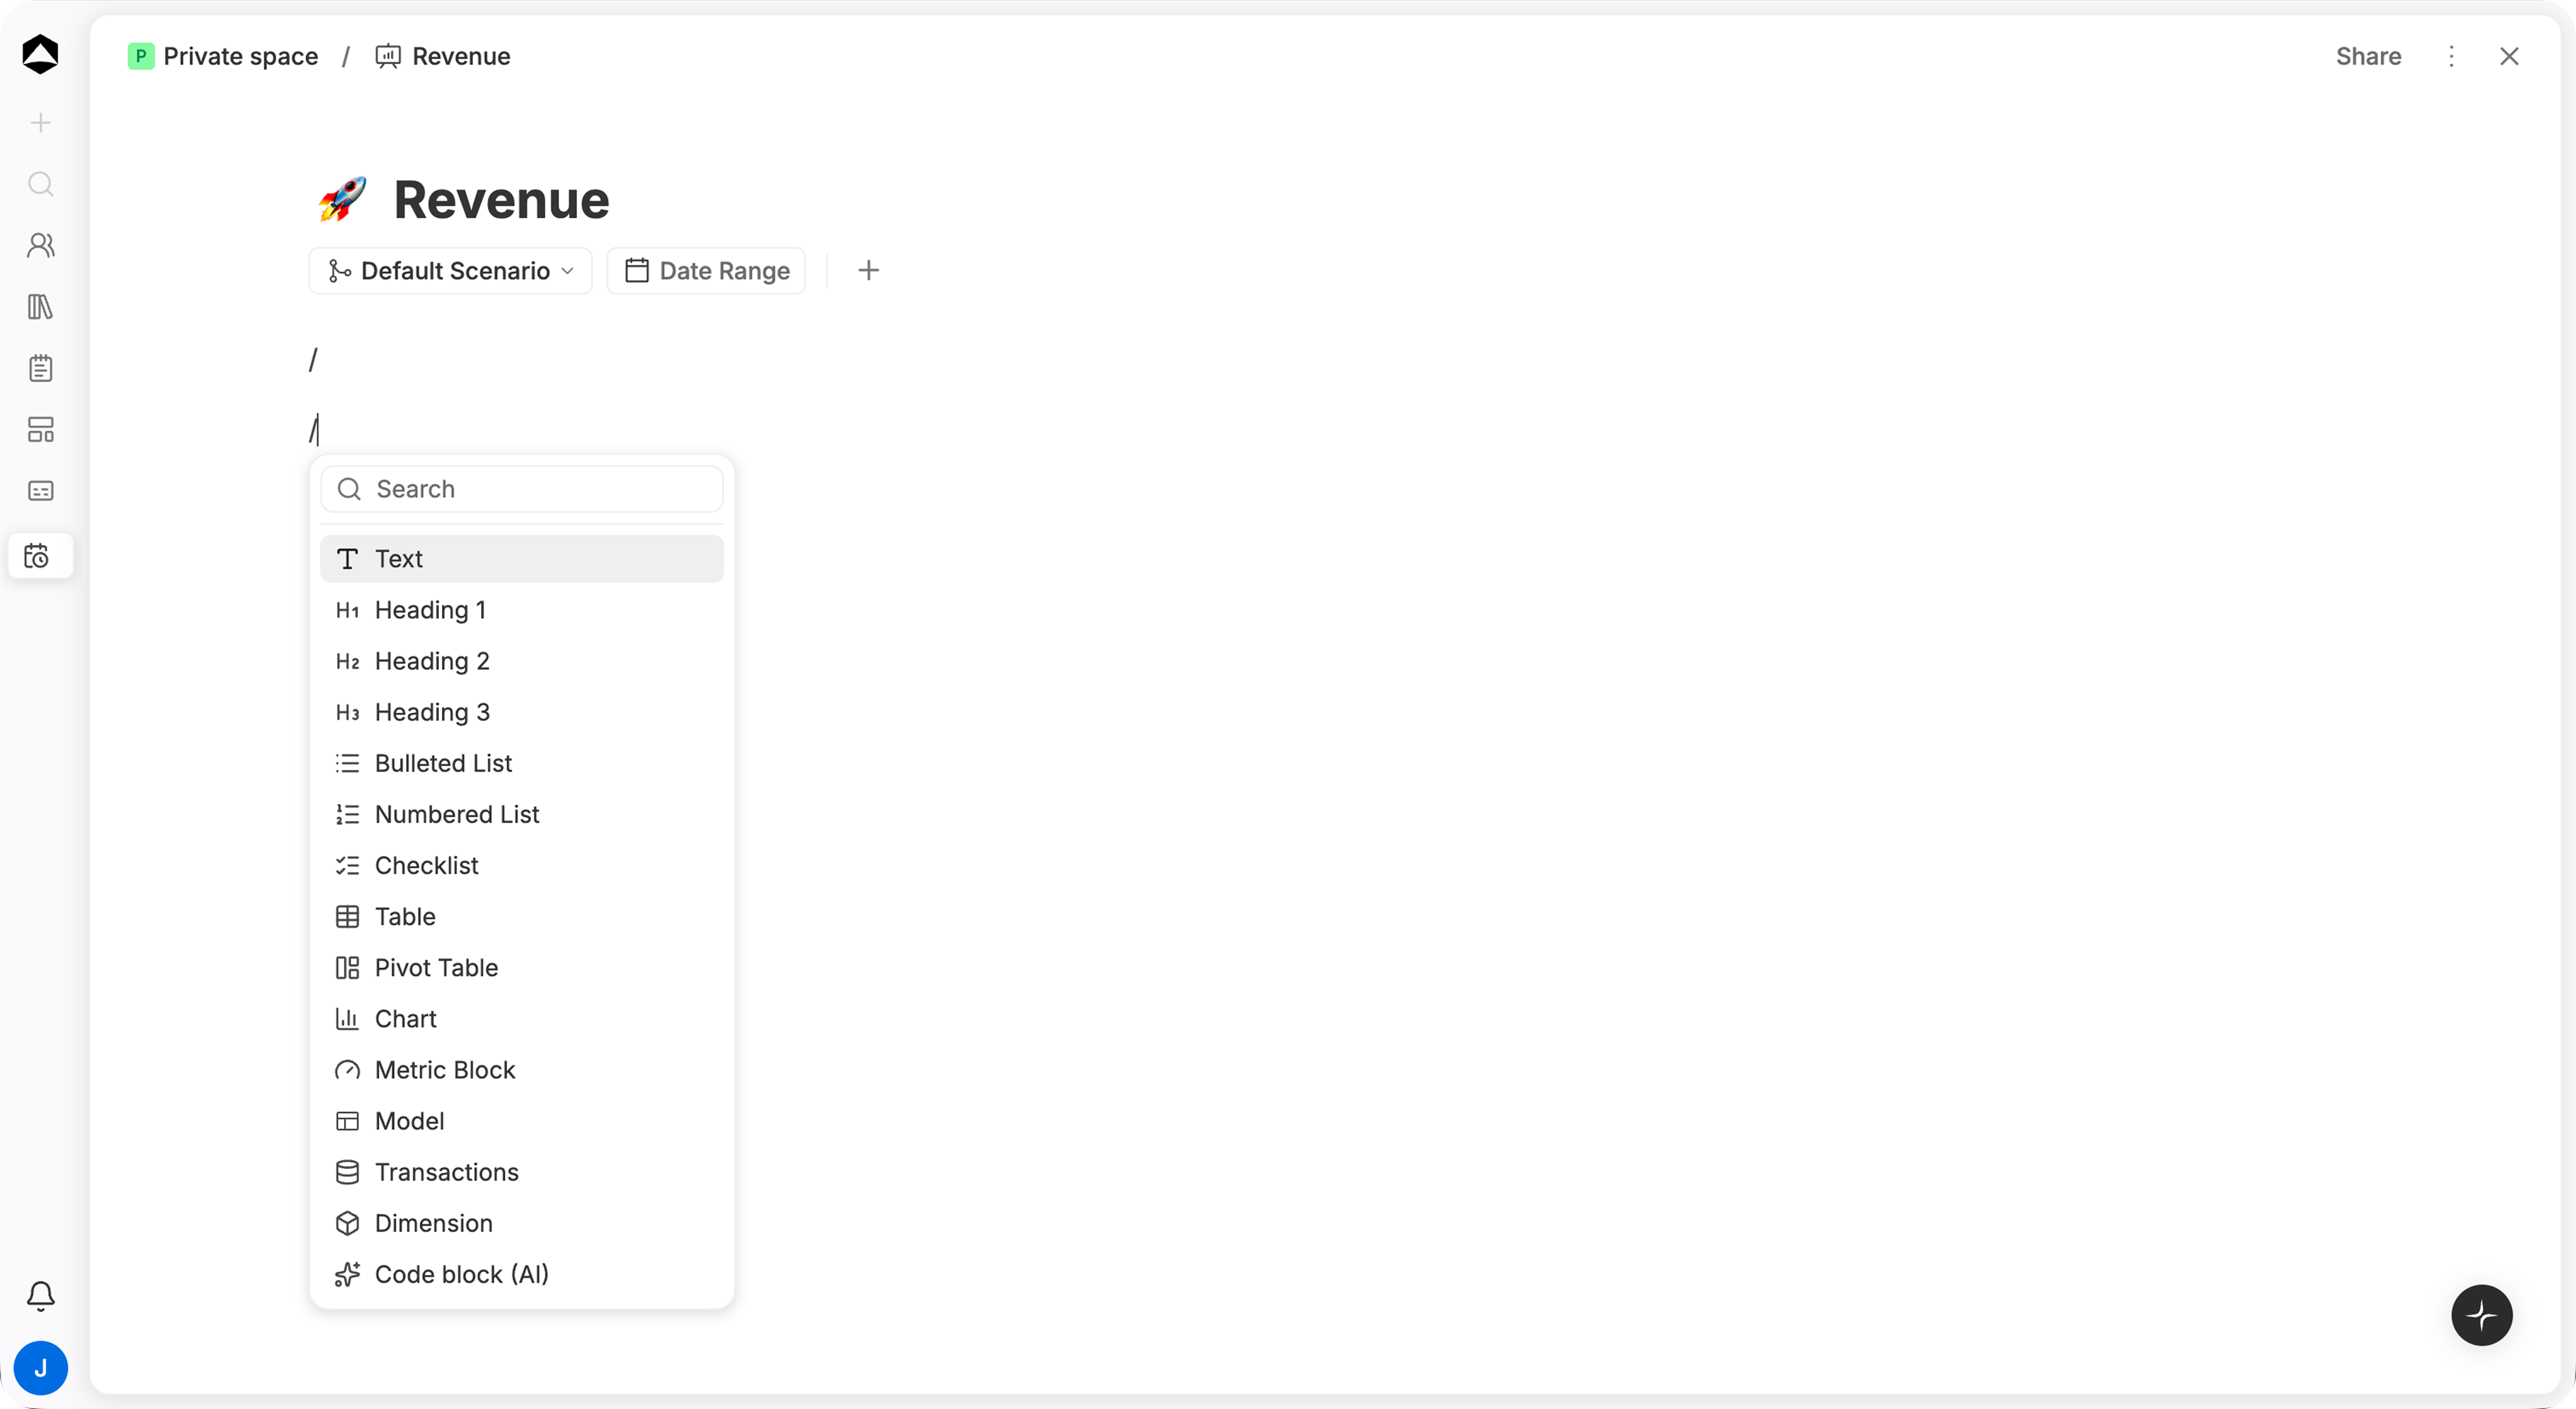 P Private space / Revenue
Share
Revenue
Default Scenario
Date Range
/
/
Search
Text
H1 Heading 1
H2 Heading 2
H3 Heading 3
Bulleted List
Numbered List
Checklist
Table
Pivot Table
Chart
Metric Block
Model
Transactions
Dimension
Code block (AI)
J